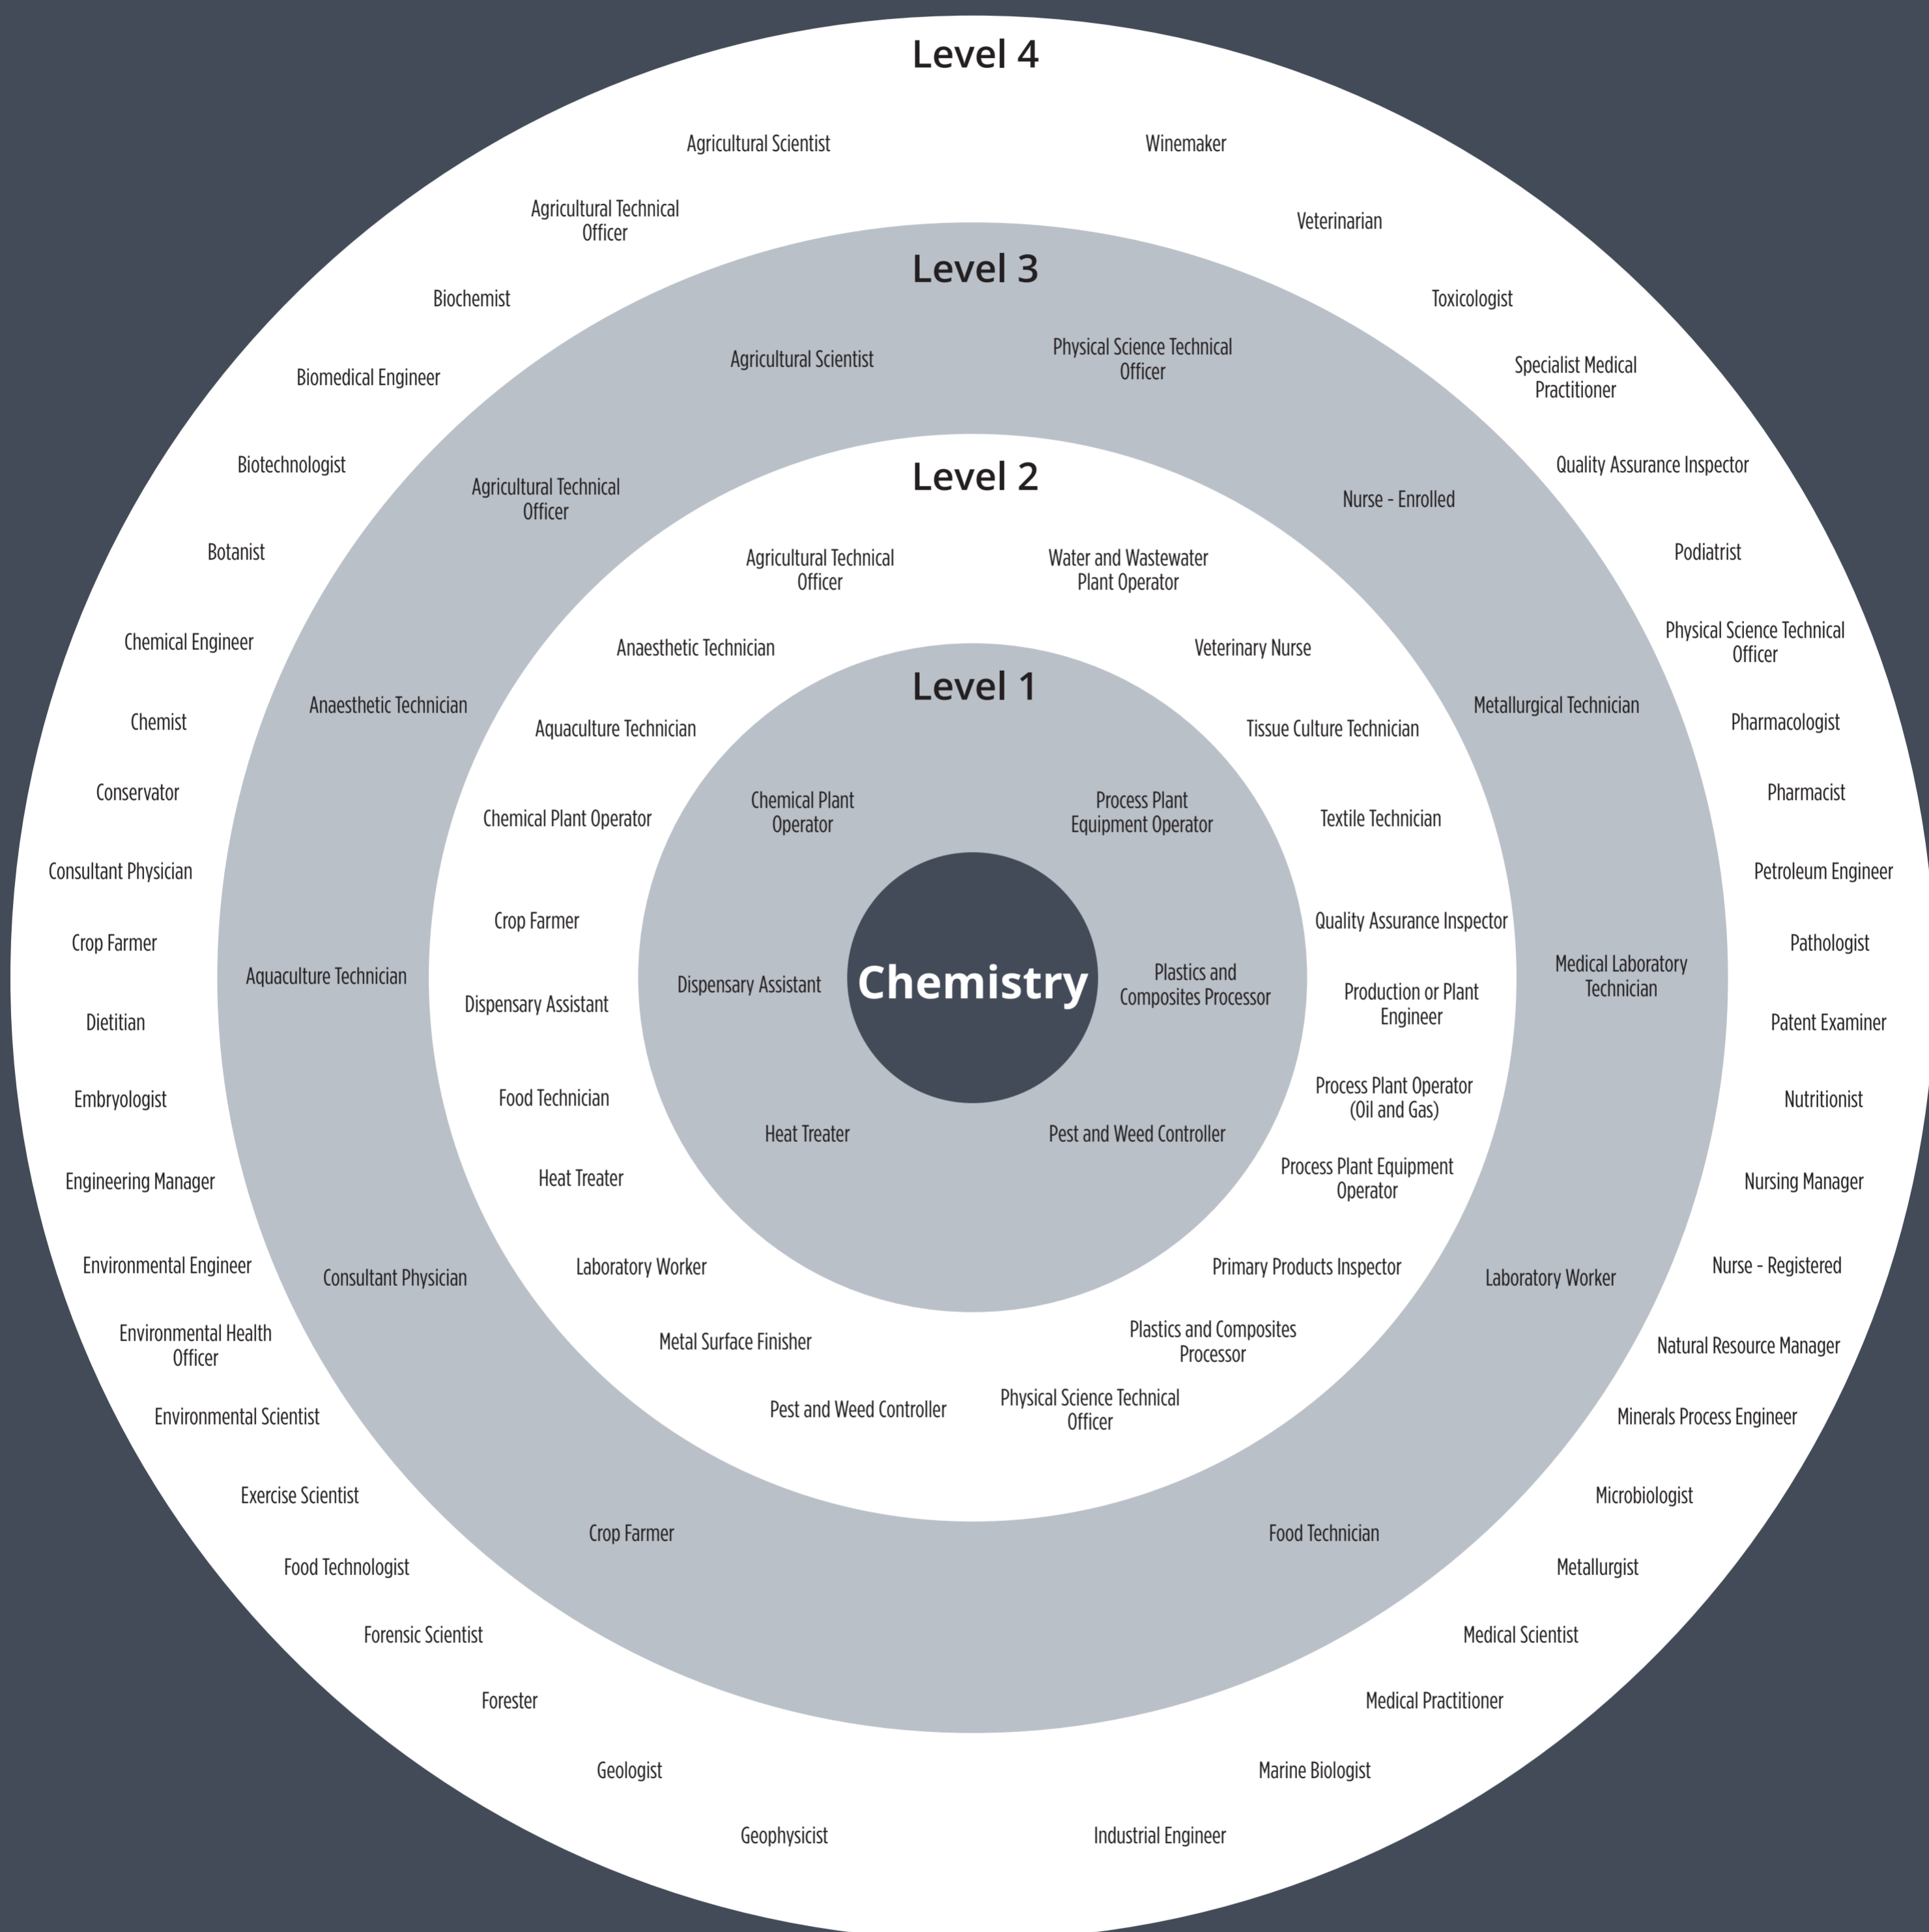 Level 4
Agricultural Scientist
Winemaker
Agricultural Technical
Officer
Veterinarian
Biochemist
Toxicologist
Biomedical Engineer
Specialist Medical
Practitioner
Biotechnologist
Quality Assurance Inspector
Botanist
Podiatrist
Chemical Engineer
Physical Science Technical
Officer
Chemist
Pharmacologist
Conservator
Pharmacist
Consultant Physician
Petroleum Engineer
Crop Farmer
Pathologist
Dietitian
Patent Examiner
Embryologist
Nutritionist
Engineering Manager
Nursing Manager
Environmental Engineer
Nurse - Registered
Environmental Health
Officer
Natural Resource Manager
Environmental Scientist
Minerals Process Engineer
Exercise Scientist
Microbiologist
Food Technologist
Metallurgist
Forensic Scientist
Medical Scientist
Forester
Medical Practitioner
Geologist
Marine Biologist
Geophysicist
Industrial Engineer
Level 3
Agricultural Scientist
Physical Science Technical
Officer
Agricultural Technical
Officer
Nurse - Enrolled
Anaesthetic Technician
Metallurgical Technician
Aquaculture Technician
Medical Laboratory
Technician
Consultant Physician
Laboratory Worker
Crop Farmer
Food Technician
Level 2
Agricultural Technical
Officer
Water and Wastewater
Plant Operator
Anaesthetic Technician
Veterinary Nurse
Aquaculture Technician
Tissue Culture Technician
Chemical Plant Operator
Textile Technician
Crop Farmer
Quality Assurance Inspector
Dispensary Assistant
Production or Plant
Engineer
Food Technician
Process Plant Operator
(Oil and Gas)
Heat Treater
Process Plant Equipment
Operator
Laboratory Worker
Primary Products Inspector
Metal Surface Finisher
Plastics and Composites
Processor
Pest and Weed Controller
Physical Science Technical
Officer
Level 1
Chemical Plant
Operator
Process Plant
Equipment Operator
Dispensary Assistant
Plastics and
Composites Processor
Heat Treater
Pest and Weed Controller
Chemistry